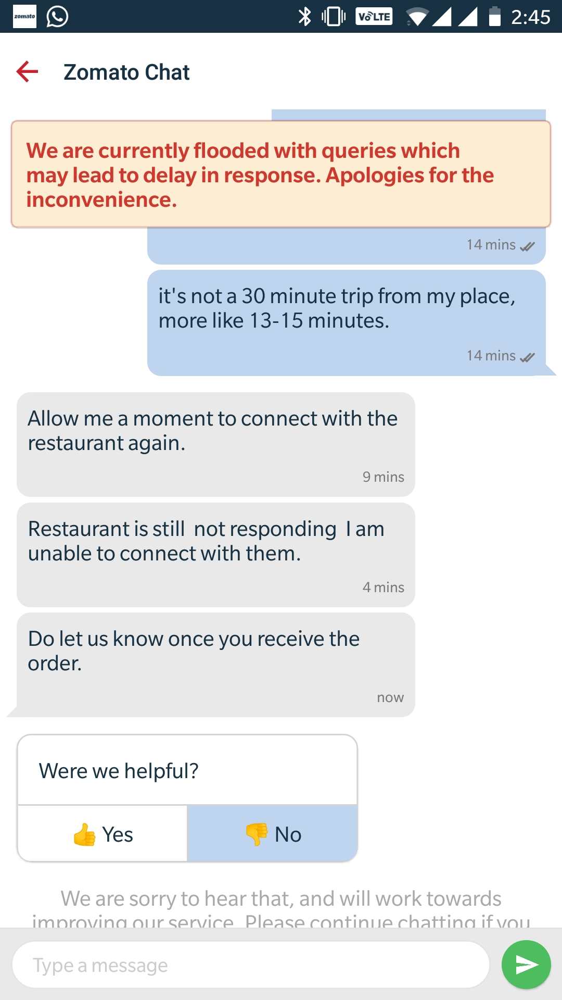 zomato
VoLTE
2:45
Zomato Chat
We are currently flooded with queries which
may lead to delay in response. Apologies for the
inconvenience.
14 mins
it's not a 30 minute trip from my place,
more like 13-15 minutes.
14 mins
Allow me a moment to connect with the
restaurant again.
9 mins
Restaurant is still  not responding  I am
unable to connect with them.
4 mins
Do let us know once you receive the
order.
now
Were we helpful?
👍 Yes
👎 No
We are sorry to hear that, and will work towards
improving our service. Please continue chatting if you
Type a message